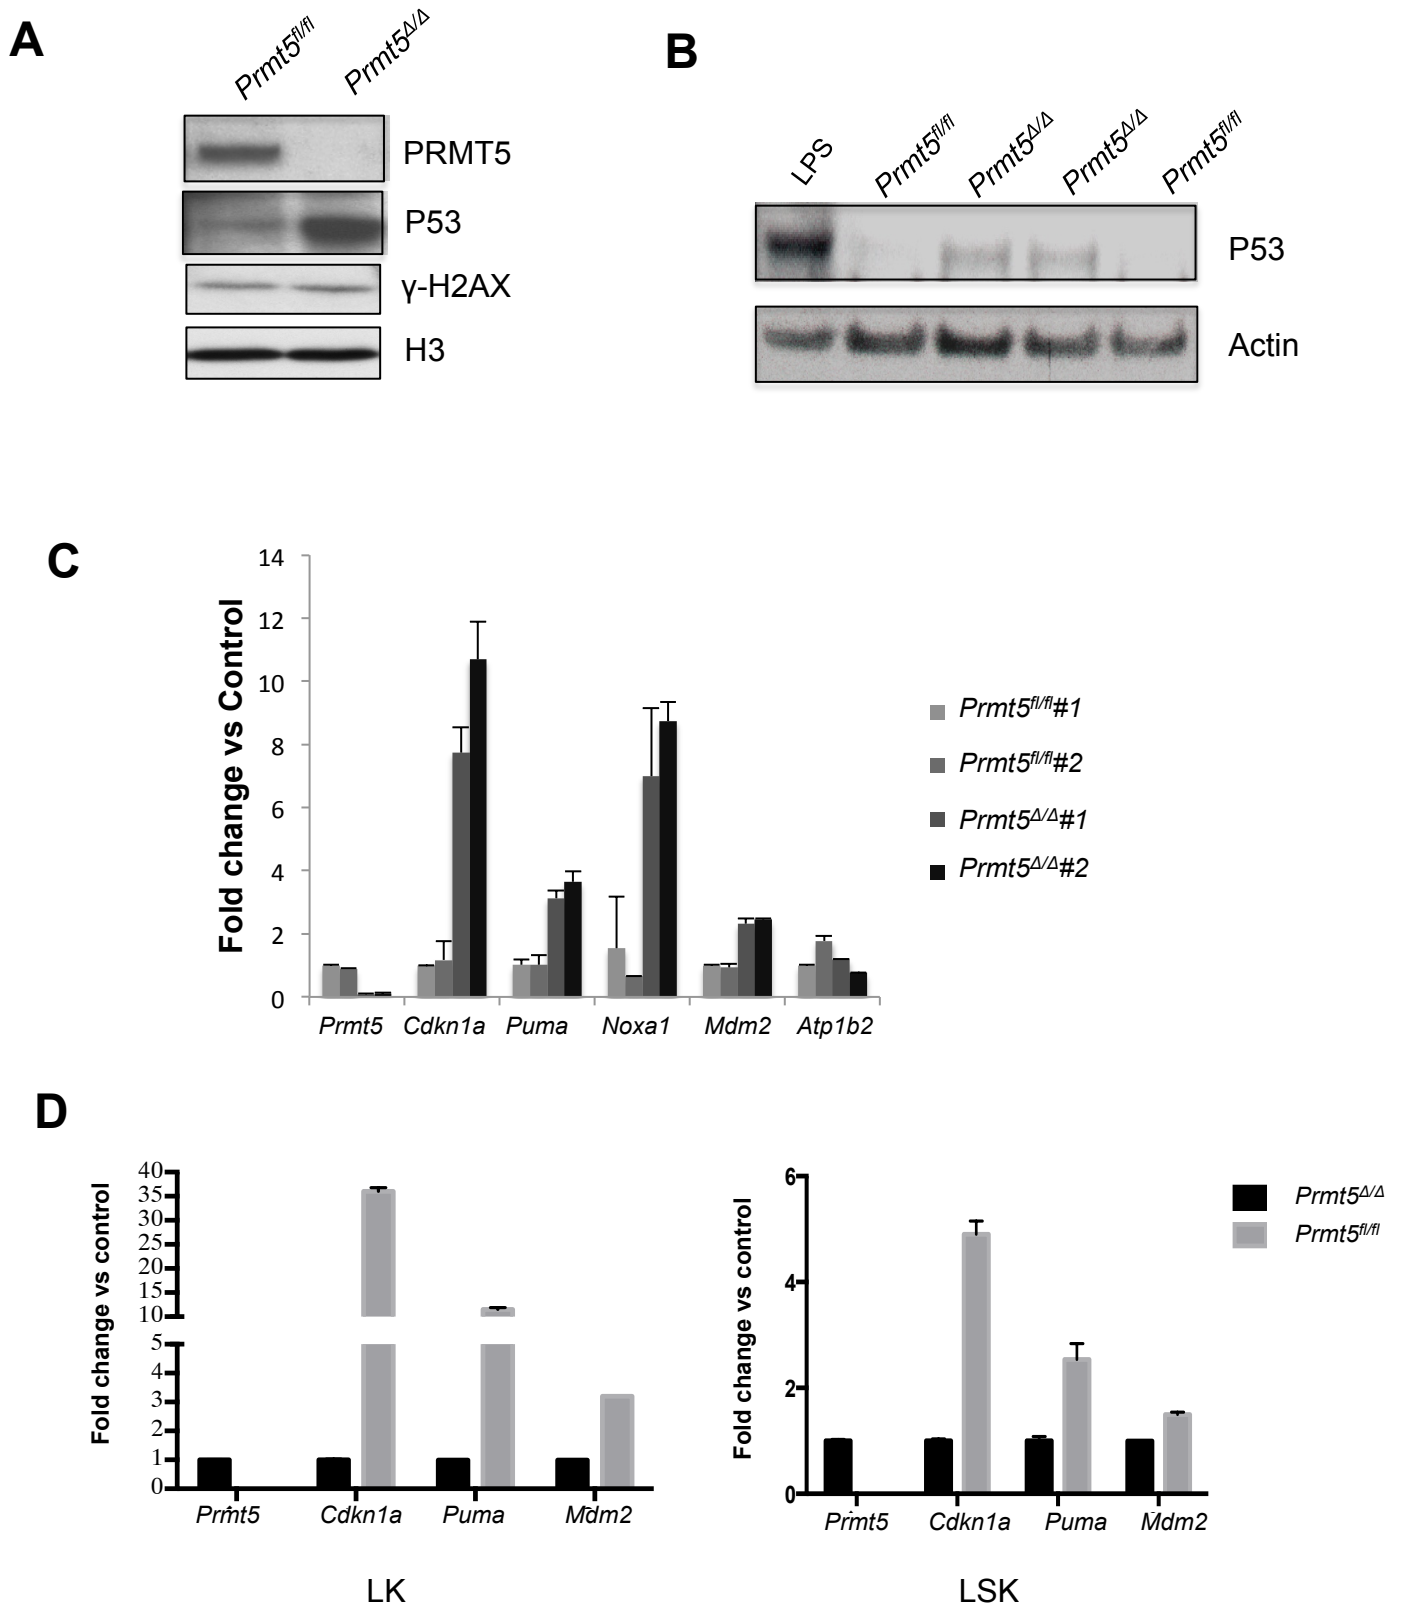 A
Prmt5fl/fl
Prmt5Δ/Δ
PRMT5
P53
γ-H2AX
H3
B
LPS
Prmt5fl/fl
Prmt5Δ/Δ
Prmt5Δ/Δ
Prmt5fl/fl
P53
Actin
C
Fold change vs Control
14
12
10
8
6
4
2
0
Prmt5 Cdkn1a Puma Noxa1 Mdm2 Atp1b2
Prmt5fl/fl#1
Prmt5fl/fl#2
Prmt5Δ/Δ#1
Prmt5Δ/Δ#2
D
Fold change vs control
40
35
30
25
20
15
10
5
4
3
2
1
0
Prmt5 Cdkn1a Puma Mdm2
LK
Fold change vs control
6
4
2
0
Prmt5 Cdkn1a Puma Mdm2
LSK
Prmt5Δ/Δ
Prmt5fl/fl